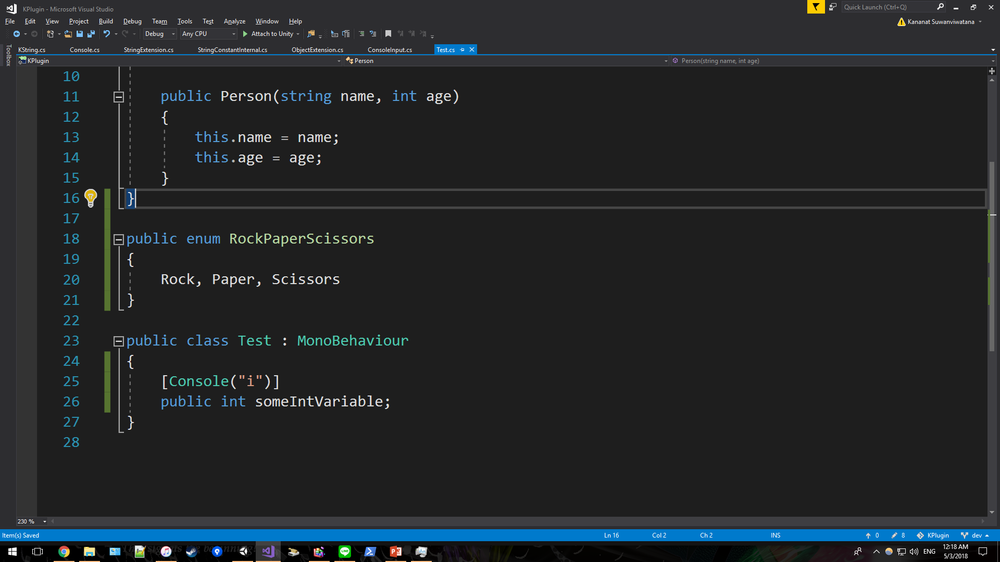 KPlugin - Microsoft Visual Studio
Quick Launch (Ctrl+Q)
File Edit View Project Build Debug Team Tools Test Analyze Window Help
Kananat Suwanviwatana
Debug Any CPU Attach to Unity
Toolbox
KString.cs Console.cs StringExtension.cs StringConstantInternal.cs ObjectExtension.cs ConsoleInput.cs Test.cs
KPlugin Person Person(string name, int age)
10
11 public Person(string name, int age)
12 {
13 this.name = name;
14 this.age = age;
15 }
16 }
17
18 public enum RockPaperScissors
19 {
20 Rock, Paper, Scissors
21 }
22
23 public class Test : MonoBehaviour
24 {
25 [Console("i")]
26 public int someIntVariable;
27 }
28
230 %
Item(s) Saved Ln 16 Col 2 Ch 2 INS 0 8 KPlugin dev
LINE
ENG
12:18 AM
5/3/2018